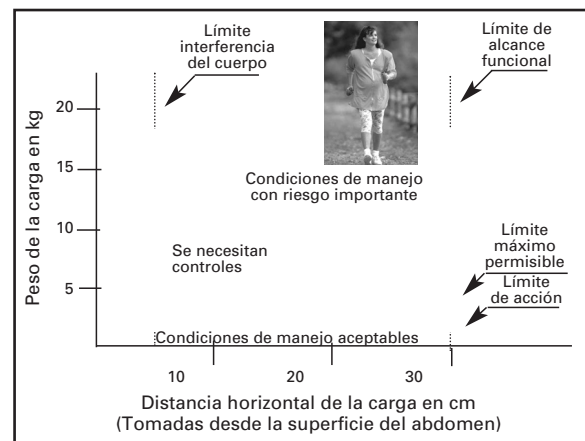 Límite
interferencia
del cuerpo
Límite de
alcance
funcional
Peso de la carga en kg
20
15
10
5
Condiciones de manejo
con riesgo importante
Se necesitan
controles
Límite
máximo
permisible
Límite
de acción
Condiciones de manejo aceptables
10 20 30
Distancia horizontal de la carga en cm
(Tomadas desde la superficie del abdomen)